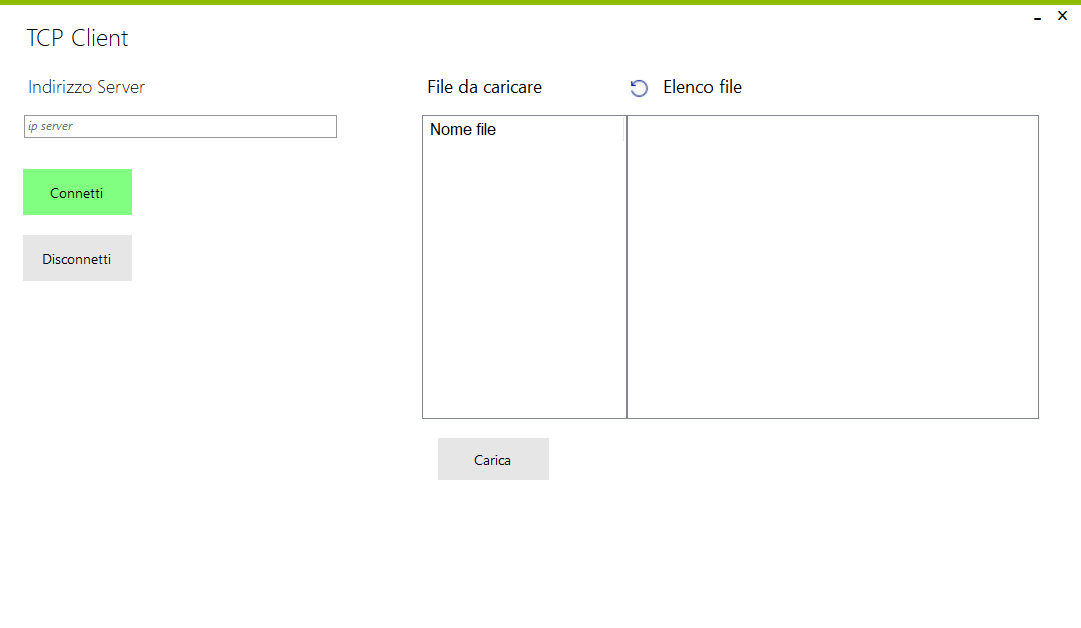 TCP Client
Indirizzo Server
ip server
Connetti
Disconnetti
File da caricare
Elenco file
Nome file
Carica